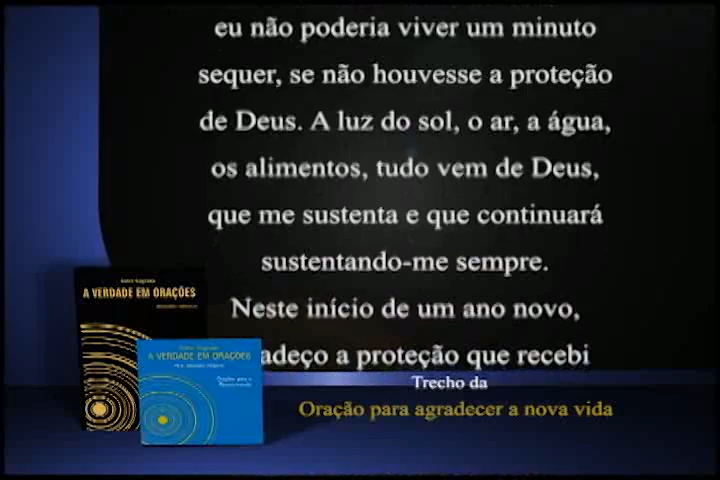 eu não poderia viver um minuto
sequer, se não houvesse a proteção
de Deus. A luz do sol, o ar, a água,
os alimentos, tudo vem de Deus,
que me sustenta e que continuará
sustentando-me sempre.
Neste início de um ano novo,
adeço a proteção que recebi
Trecho da
Oração para agradecer a nova vida
A VERDADE EM ORAÇÕES
A VERDADE EM ORAÇÕES